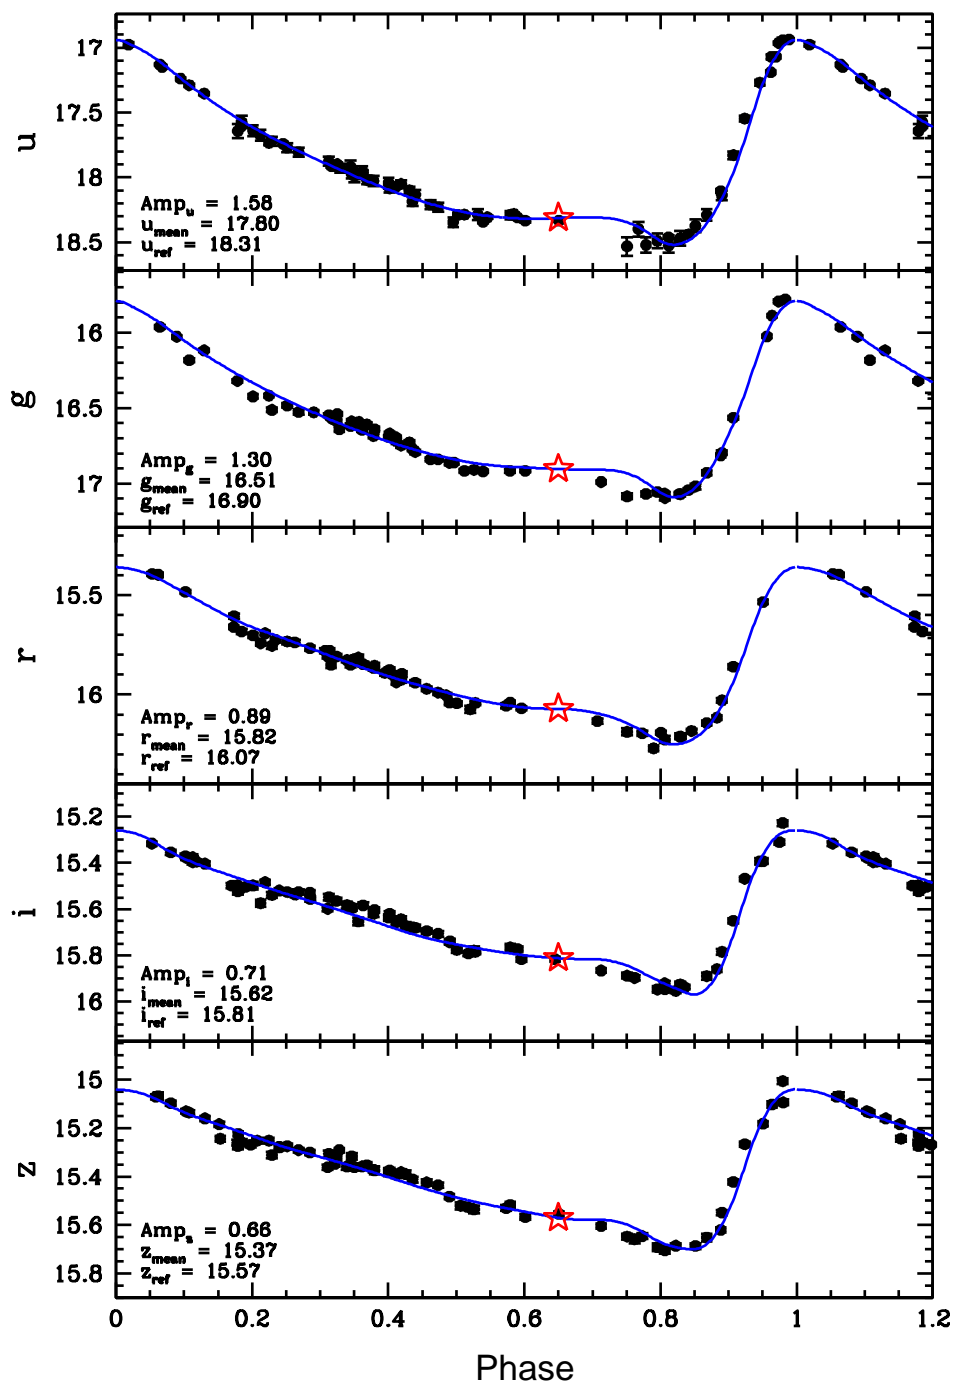 17
17.5
18
18.5
u
Ampu = 1.58
umean = 17.80
uref = 18.31
16
16.5
17
g
Ampg = 1.30
gmean = 16.51
gref = 16.90
15.5
16
r
Ampr = 0.89
rmean = 15.82
rref = 16.07
15.2
15.4
15.6
15.8
16
i
Ampi = 0.71
imean = 15.62
iref = 15.81
15
15.2
15.4
15.6
15.8
z
Ampz = 0.66
zmean = 15.37
zref = 15.57
0 0.2 0.4 0.6 0.8 1 1.2
Phase